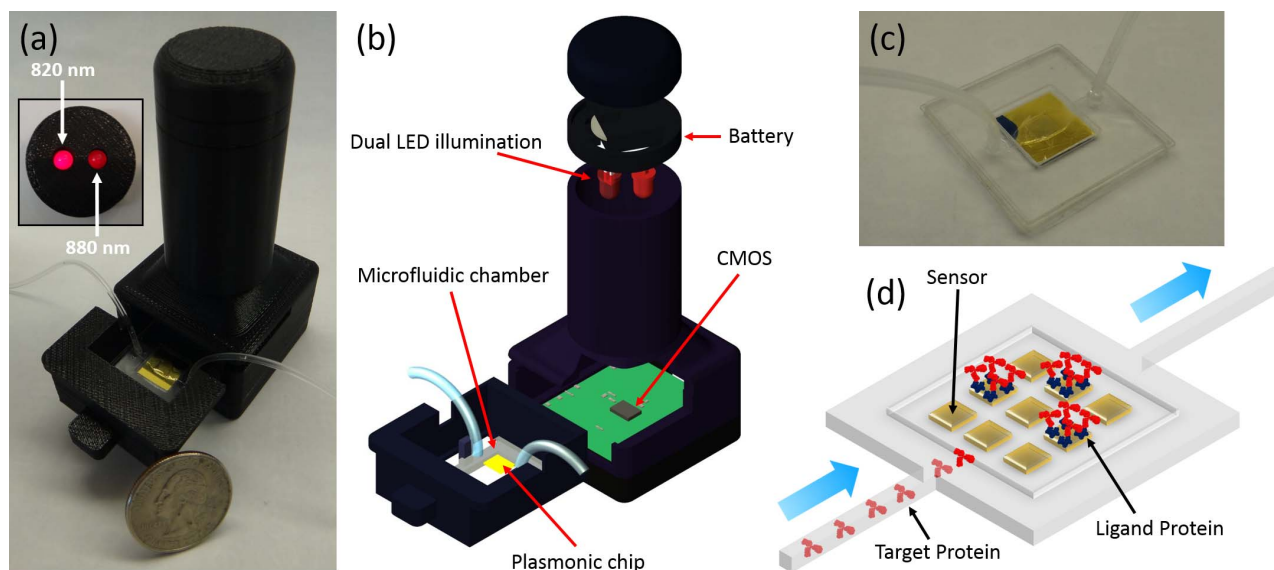 (a)
820 nm
880 nm
(b)
Dual LED illumination
Battery
Microfluidic chamber
CMOS
Plasmonic chip
(c)
(d)
Sensor
Target Protein
Ligand Protein